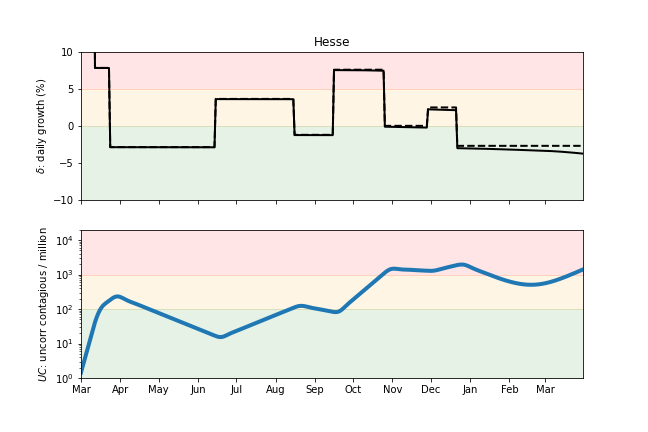 Hesse
δ: daily growth (%)
10
5
0
−5
−10
UC: uncorr contagious / million
10⁴
10³
10²
10¹
10⁰
Mar Apr May Jun Jul Aug Sep Oct Nov Dec Jan Feb Mar